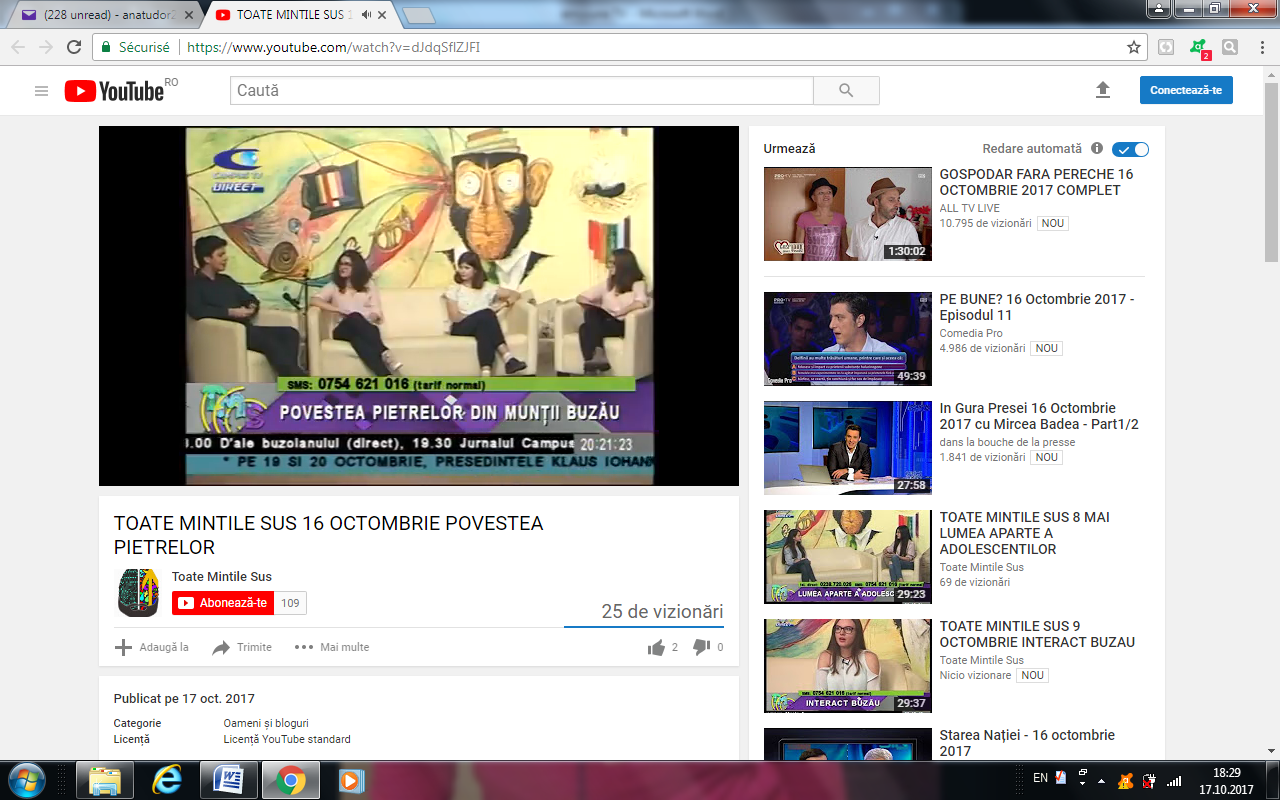 (228 unread) - anatudor2
TOATE MINTILE SUS 1
Sécurisé
https://www.youtube.com/watch?v=dJdqSflZJFI
2
YouTube RO
Caută
Conectează-te
CAMPUS TV
DIRECT
SMS: 0754 621 016 (tarif normal)
POVESTEA PIETRELOR DIN MUNȚII BUZĂU
9.00 D'ale buzoianului (direct), 19.30 Jurnalul Campus
20:21:23
* PE 19 SI 20 OCTOMBRIE, PRESEDINTELE KLAUS IOHANN
TOATE MINTILE SUS 16 OCTOMBRIE POVESTEA
PIETRELOR
Toate Mintile Sus
Abonează-te 109
25 de vizionări
Adaugă la
Trimite
Mai multe
2
0
Publicat pe 17 oct. 2017
Categorie Oameni și bloguri
Licență Licență YouTube standard
Urmează
Redare automată
GOSPODAR FARA PERECHE 16
OCTOMBRIE 2017 COMPLET
ALL TV LIVE
10.795 de vizionări NOU
1:30:02
PE BUNE? 16 Octombrie 2017 -
Episodul 11
Comedia Pro
4.986 de vizionări NOU
49:39
In Gura Presei 16 Octombrie
2017 cu Mircea Badea - Part1/2
dans la bouche de la presse
1.841 de vizionări NOU
27:58
TOATE MINTILE SUS 8 MAI
LUMEA APARTE A
ADOLESCENTILOR
Toate Mintile Sus
69 de vizionări
LUMEA APARTE A ADOLESC
29:23
TOATE MINTILE SUS 9
OCTOMBRIE INTERACT BUZAU
Toate Mintile Sus
Nicio vizionare NOU
INTERACT BUZĂU
29:37
Starea Nației - 16 octombrie
2017
EN
18:29
17.10.2017